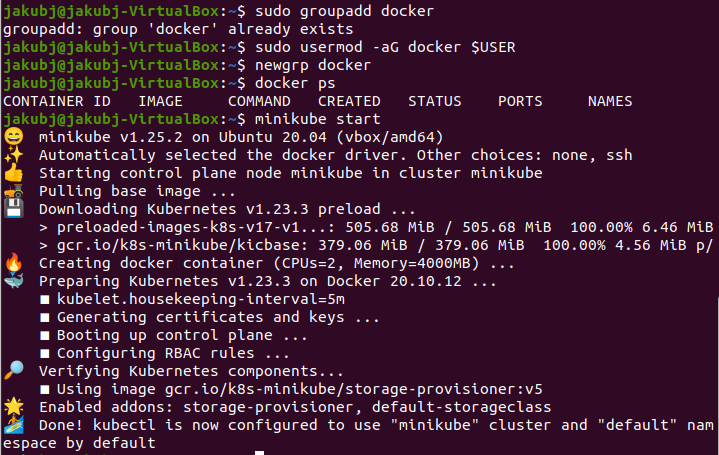 jakubj@jakubj-VirtualBox:~$ sudo groupadd docker
groupadd: group 'docker' already exists
jakubj@jakubj-VirtualBox:~$ sudo usermod -aG docker $USER
jakubj@jakubj-VirtualBox:~$ newgrp docker
jakubj@jakubj-VirtualBox:~$ docker ps
CONTAINER ID   IMAGE     COMMAND   CREATED   STATUS    PORTS     NAMES
jakubj@jakubj-VirtualBox:~$ minikube start
😄  minikube v1.25.2 on Ubuntu 20.04 (vbox/amd64)
✨  Automatically selected the docker driver. Other choices: none, ssh
👍  Starting control plane node minikube in cluster minikube
🚜  Pulling base image ...
💾  Downloading Kubernetes v1.23.3 preload ...
    > preloaded-images-k8s-v17-v1...: 505.68 MiB / 505.68 MiB  100.00% 6.46 MiB
    > gcr.io/k8s-minikube/kicbase: 379.06 MiB / 379.06 MiB  100.00% 4.56 MiB p/
🔥  Creating docker container (CPUs=2, Memory=4000MB) ...
🐳  Preparing Kubernetes v1.23.3 on Docker 20.10.12 ...
    ▪ kubelet.housekeeping-interval=5m
    ▪ Generating certificates and keys ...
    ▪ Booting up control plane ...
    ▪ Configuring RBAC rules ...
🔎  Verifying Kubernetes components...
    ▪ Using image gcr.io/k8s-minikube/storage-provisioner:v5
🌟  Enabled addons: storage-provisioner, default-storageclass
🏄  Done! kubectl is now configured to use "minikube" cluster and "default" nam
espace by default